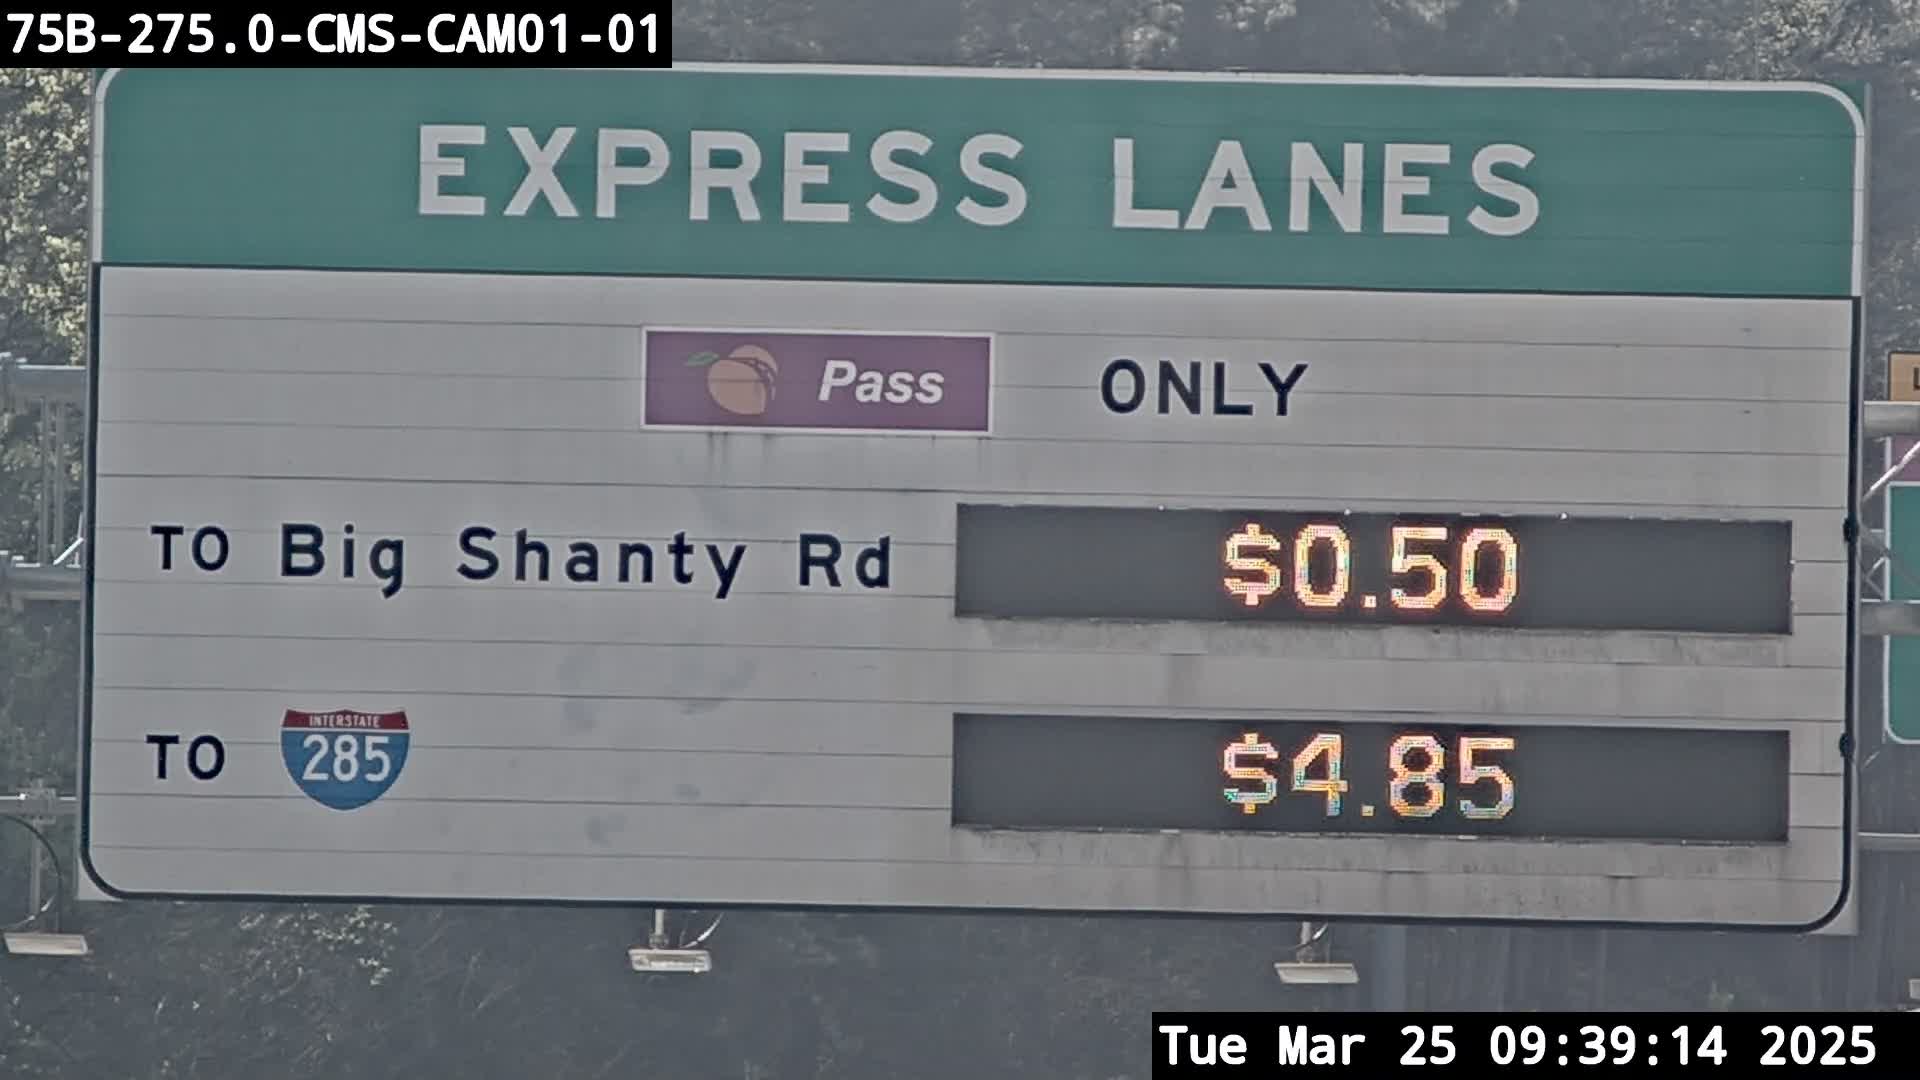 75B-275.0-CMS-CAM01-01
EXPRESS LANES
Pass ONLY
TO Big Shanty Rd $0.50
INTERSTATE
TO 285 $4.85
Tue Mar 25 09:39:14 2025